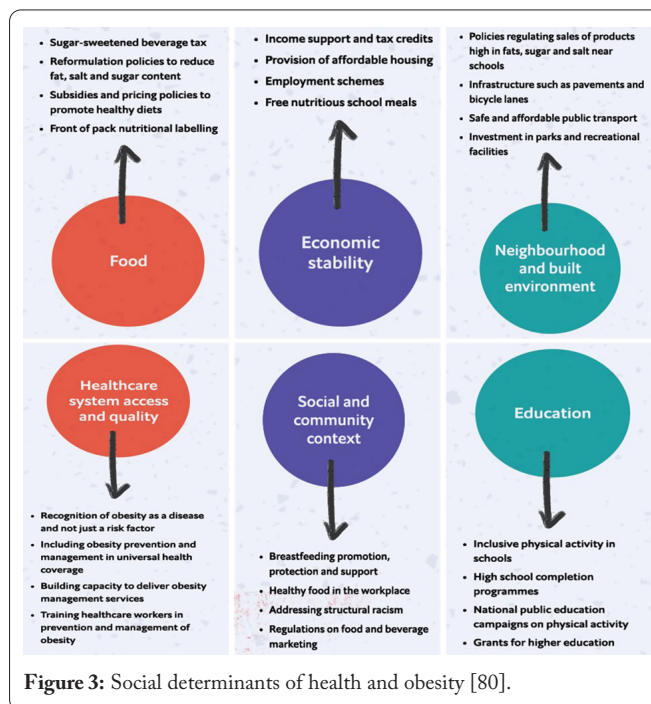 • Sugar-sweetened beverage tax
• Reformulation policies to reduce
fat, salt and sugar content
• Subsidies and pricing policies to
promote healthy diets
• Front of pack nutritional labelling
Food
• Income support and tax credits
• Provision of affordable housing
• Employment schemes
• Free nutritious school meals
Economic
stability
• Policies regulating sales of products
high in fats, sugar and salt near
schools
• Infrastructure such as pavements and
bicycle lanes
• Safe and affordable public transport
• Investment in parks and recreational
facilities
Neighbourhood
and built
environment
Healthcare
system access
and quality
• Recognition of obesity as a disease
and not just a risk factor
• Including obesity prevention and
management in universal health
coverage
• Building capacity to deliver obesity
management services
• Training healthcare workers in
prevention and management of
obesity
Social and
community
context
• Breastfeeding promotion,
protection and support
• Healthy food in the workplace
• Addressing structural racism
• Regulations on food and beverage
marketing
Education
• Inclusive physical activity in
schools
• High school completion
programmes
• National public education
campaigns on physical activity
• Grants for higher education
Figure 3: Social determinants of health and obesity [80].